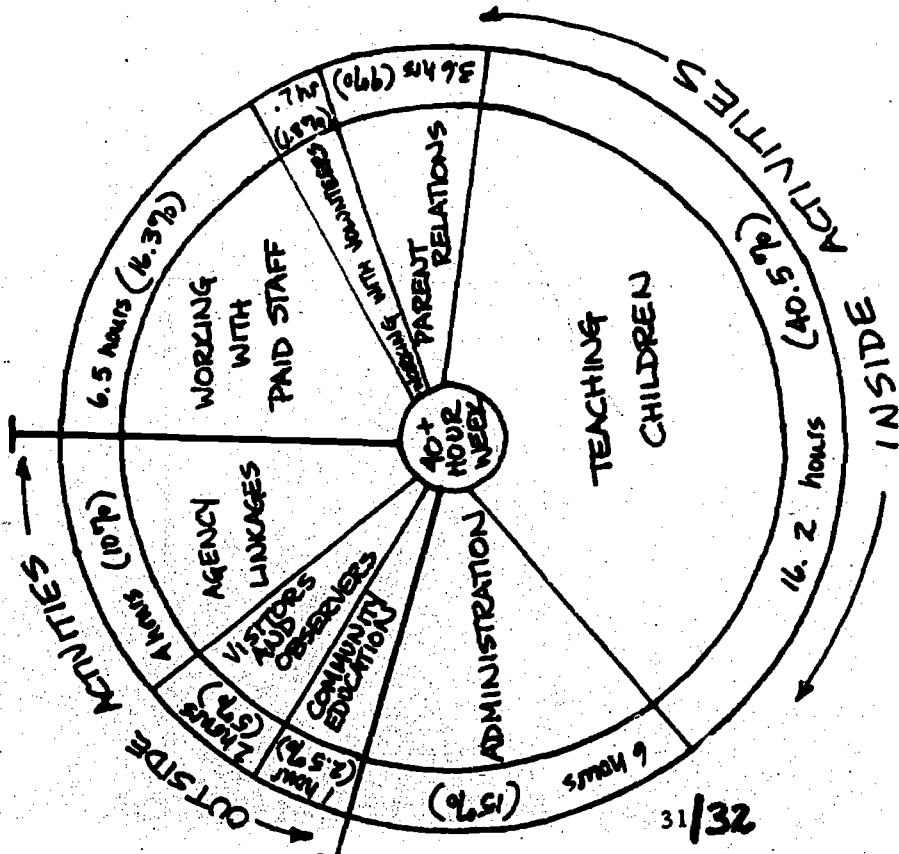 INSIDE
ACTIVITIES
3.6 hrs (9%)
PARENT
RELATIONS
(40.5%)
16.2 hours
TEACHING
CHILDREN
WORKING WITH VOLUNTEERS
(1.8%)
6.5 hours (16.3%)
WORKING
WITH
PAID STAFF
40+
HOUR
WEEK
4 hours (10%)
AGENCY
LINKAGES
2 hours
(5%)
VISITORS
AND
OBSERVERS
1
hour
(2.5%)
COMMUNITY
EDUCATION
6 hours
(15%)
ADMINISTRATION
OUTSIDE ACTIVITIES
31/32